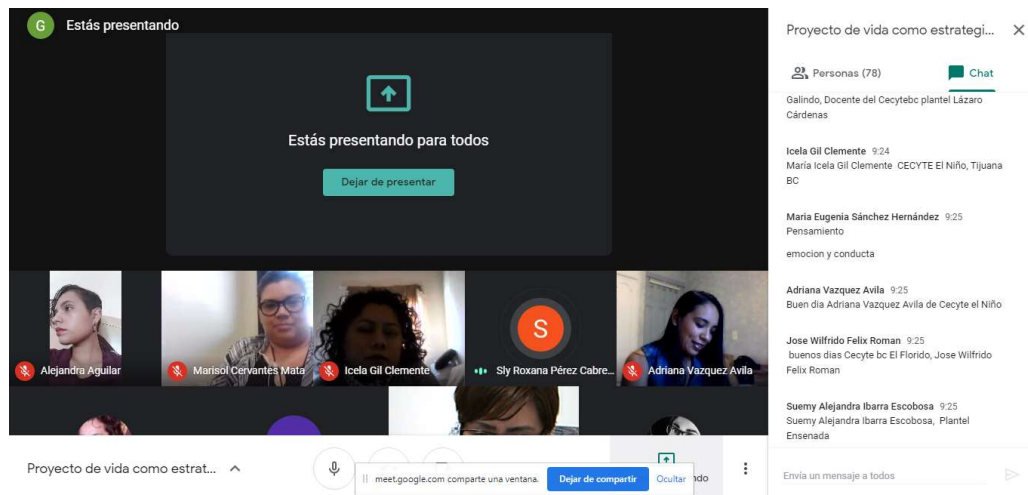 G Estás presentando
Estás presentando para todos
Dejar de presentar
Alejandra Aguilar
Marisol Cervantes Mata
Icela Gil Clemente
S
Sly Roxana Pérez Cabre...
Adriana Vazquez Avila
Proyecto de vida como estrat...
meet.google.com comparte una ventana.
Dejar de compartir
Ocultar
ndo
Proyecto de vida como estrategi...
Personas (78)
Chat
Galindo, Docente del Cecytebc plantel Lázaro
Cárdenas
Icela Gil Clemente 9:24
María Icela Gil Clemente CECYTE El Niño, Tijuana
BC
Maria Eugenia Sánchez Hernández 9:25
Pensamiento
emocion y conducta
Adriana Vazquez Avila 9:25
Buen dia Adriana Vazquez Avila de Cecyte el Niño
Jose Wilfrido Felix Roman 9:25
buenos dias Cecyte bc El Florido, Jose Wilfrido
Felix Roman
Suemy Alejandra Ibarra Escobosa 9:25
Suemy Alejandra Ibarra Escobosa, Plantel
Ensenada
Envía un mensaje a todos